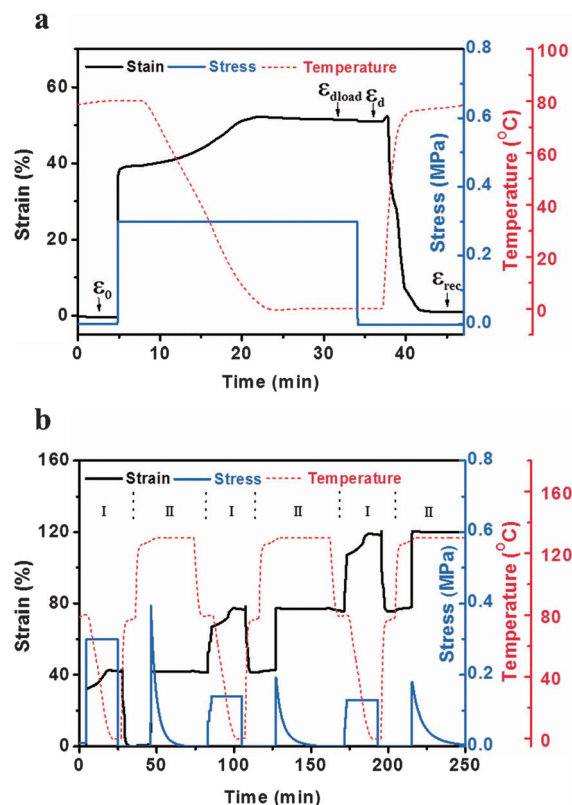 a
Stain Stress Temperature
ε0
εdload
εd
εrec
Strain (%)
60
40
20
0
Stress (MPa)
0.8
0.6
0.4
0.2
0.0
Temperature (°C)
100
80
60
40
20
0
0 10 20 30 40
Time (min)
b
Strain Stress Temperature
I II I II I II
Strain (%)
160
120
80
40
0
Stress (MPa)
0.8
0.6
0.4
0.2
0.0
Temperature (°C)
160
120
80
40
0
0 50 100 150 200 250
Time (min)